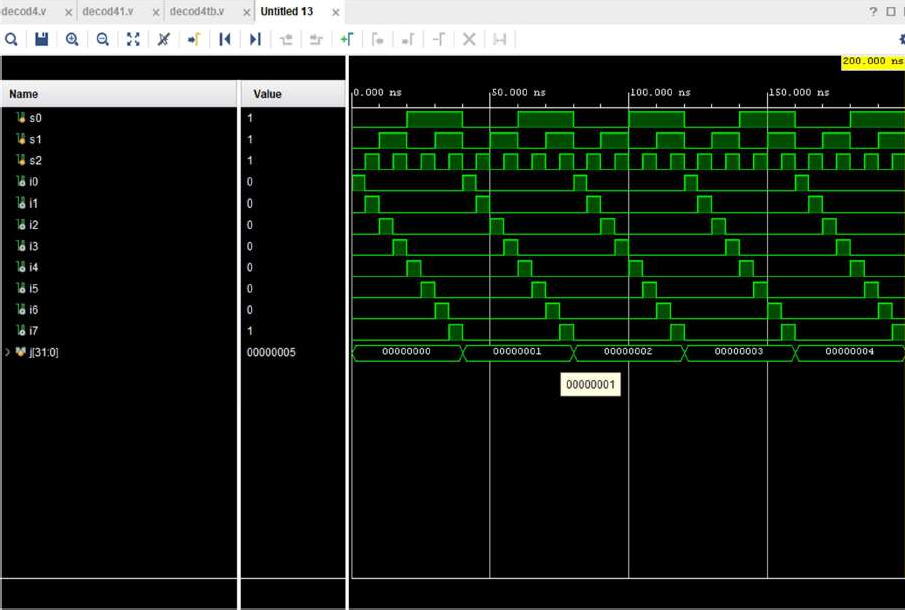 decod4.v × decod41.v × decod4tb.v × Untitled 13 ×
?
200.000 ns
Name Value
0.000 ns 50.000 ns 100.000 ns 150.000 ns
s0 1
s1 1
s2 1
i0 0
i1 0
i2 0
i3 0
i4 0
i5 0
i6 0
i7 1
j[31:0] 00000005 00000000 00000001 00000002 00000003 00000004
00000001